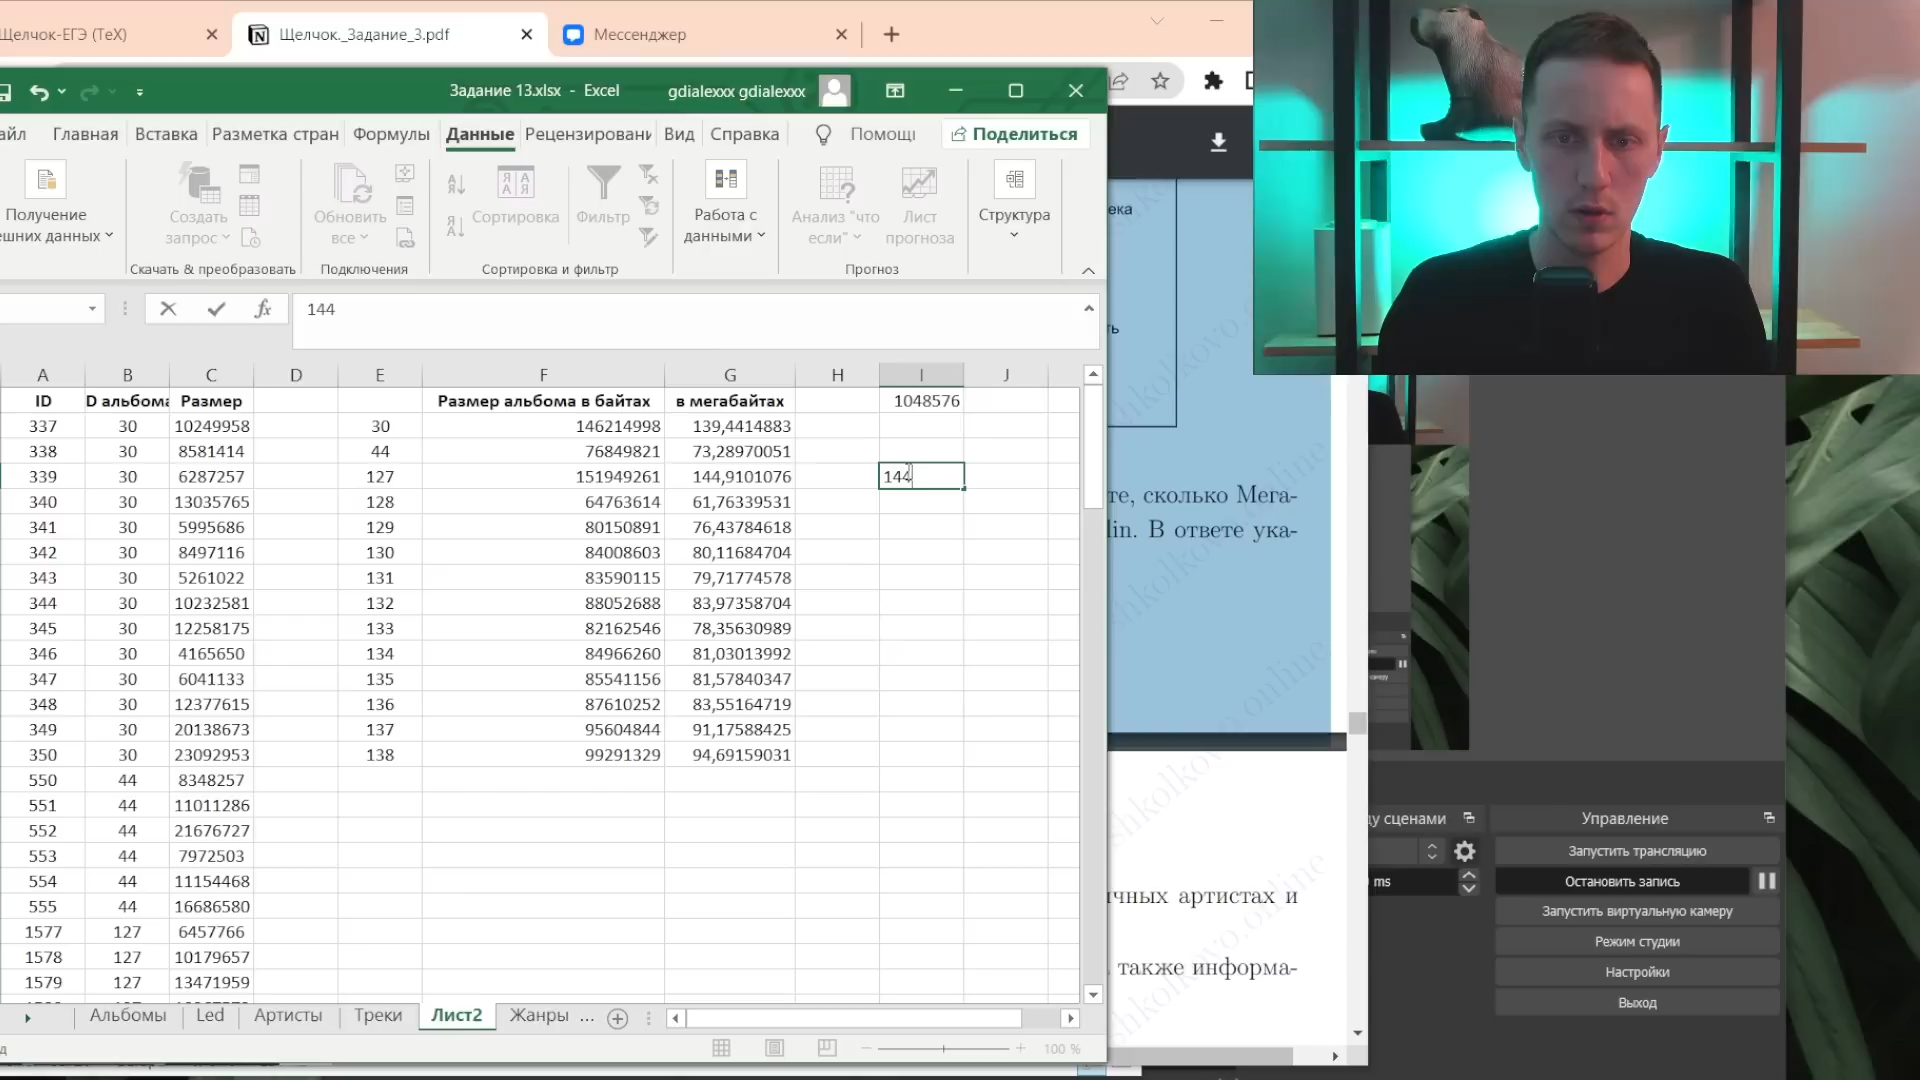 Щелчок-ЕГЭ (TeX)
Щелчок._Задание_3.pdf
Мессенджер
Задание 13.xlsx - Excel
gdialexxx gdialexxx
айл Главная Вставка Разметка стран Формулы Данные Рецензировани Вид Справка Помощі Поделиться
Получение
ешних данных
Создать
запрос
Скачать & преобразовать
Обновить
все
Подключения
Сортировка
Фильтр
Сортировка и фильтр
Работа с
данными
Анализ "что
если"
Лист
прогноза
Прогноз
Структура
144
A B C D E F G H I J
ID D альбома Размер Размер альбома в байтах в мегабайтах 1048576
337 30 10249958 30 146214998 139,4414883
338 30 8581414 44 76849821 73,28970051
339 30 6287257 127 151949261 144,9101076 144
340 30 13035765 128 64763614 61,76339531
341 30 5995686 129 80150891 76,43784618
342 30 8497116 130 84008603 80,11684704
343 30 5261022 131 83590115 79,71774578
344 30 10232581 132 88052688 83,97358704
345 30 12258175 133 82162546 78,35630989
346 30 4165650 134 84966260 81,03013992
347 30 6041133 135 85541156 81,57840347
348 30 12377615 136 87610252 83,55164719
349 30 20138673 137 95604844 91,17588425
350 30 23092953 138 99291329 94,69159031
550 44 8348257
551 44 11011286
552 44 21676727
553 44 7972503
554 44 11154468
555 44 16686580
1577 127 6457766
1578 127 10179657
1579 127 13471959
Альбомы Led Артисты Треки Лист2 Жанры ...
100 %
ека
ть
те, сколько Мега-
lin. В ответе ука-
ичных артистах и
также информа-
shkolkovo.online
shkolkovo.online
ду сценами
ms
Управление
Запустить трансляцию
Остановить запись
Запустить виртуальную камеру
Режим студии
Настройки
Выход